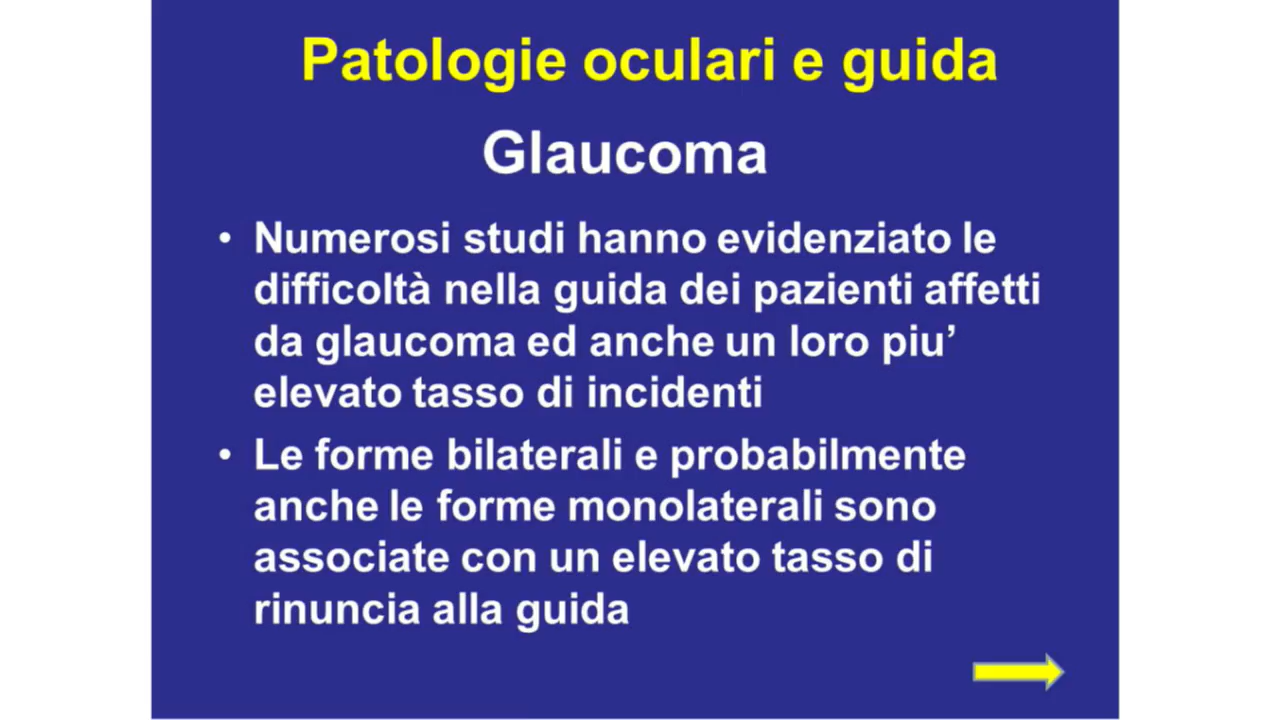 Patologie oculari e guida
Glaucoma
• Numerosi studi hanno evidenziato le
difficoltà nella guida dei pazienti affetti
da glaucoma ed anche un loro piu’
elevato tasso di incidenti
• Le forme bilaterali e probabilmente
anche le forme monolaterali sono
associate con un elevato tasso di
rinuncia alla guida